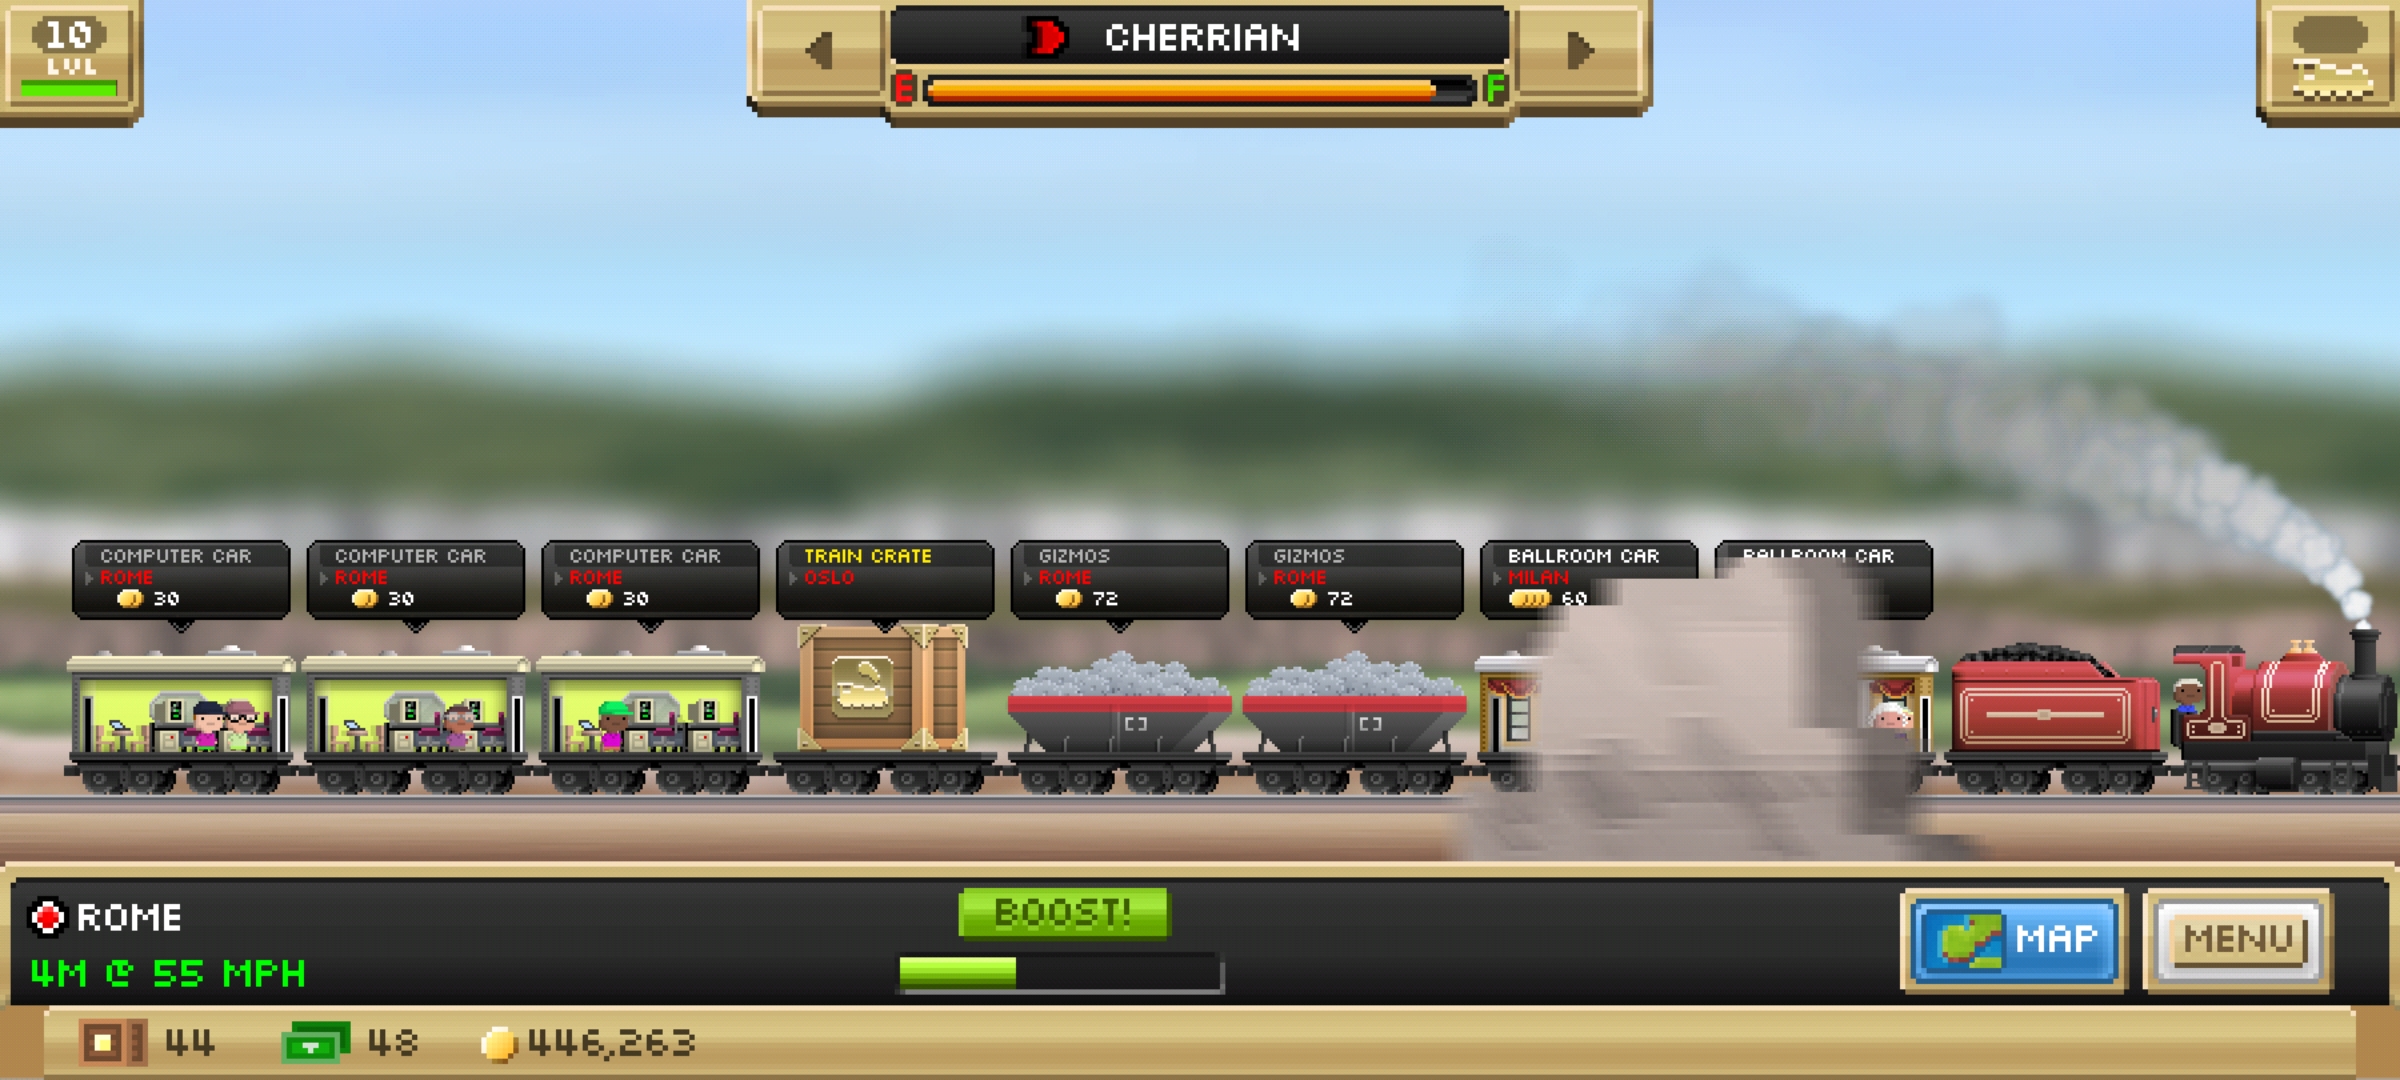 10
LVL
CHERRIAN
E F
COMPUTER CAR
ROME
30
COMPUTER CAR
ROME
30
COMPUTER CAR
ROME
30
TRAIN CRATE
OSLO
GIZMOS
ROME
72
GIZMOS
ROME
72
BALLROOM CAR
MILAN
60
BALLROOM CAR
ROME
4M @ 55 MPH
BOOST!
MAP
MENU
44
48
446,263